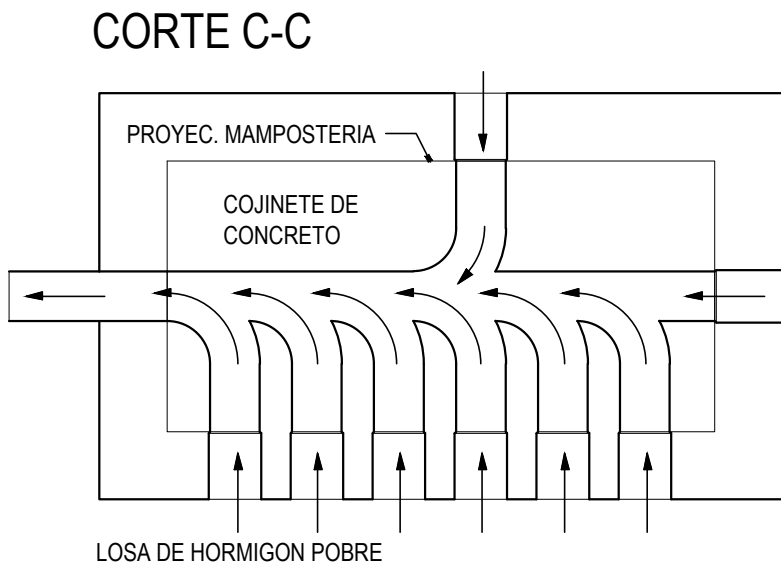 CORTE C-C
PROYEC. MAMPOSTERIA
COJINETE DE
CONCRETO
LOSA DE HORMIGON POBRE